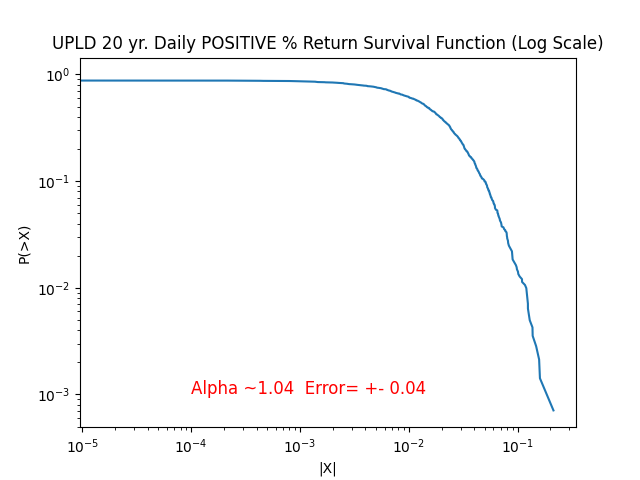 UPLD 20 yr. Daily POSITIVE % Return Survival Function (Log Scale)
10⁰
10⁻¹
10⁻²
10⁻³
P(>X)
Alpha ~1.04  Error= +- 0.04
10⁻⁵ 10⁻⁴ 10⁻³ 10⁻² 10⁻¹
|X|